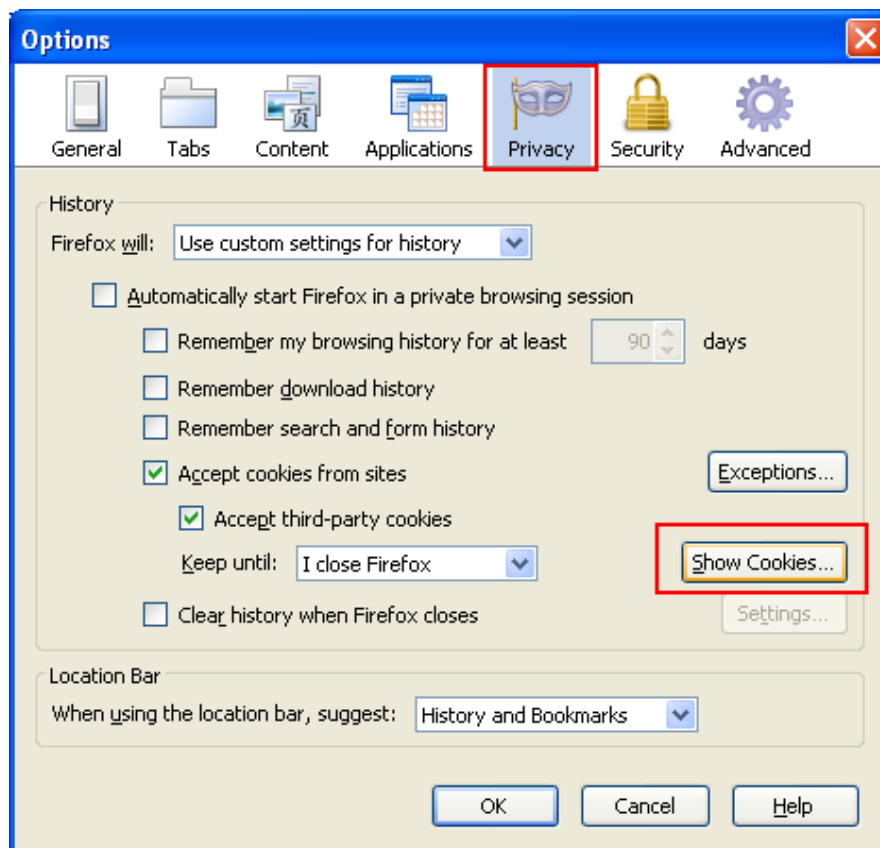 Options
页
General Tabs Content Applications Privacy Security Advanced
History
Firefox will: Use custom settings for history
Automatically start Firefox in a private browsing session
Remember my browsing history for at least 90 days
Remember download history
Remember search and form history
Accept cookies from sites Exceptions...
Accept third-party cookies
Keep until: I close Firefox Show Cookies...
Clear history when Firefox closes Settings...
Location Bar
When using the location bar, suggest: History and Bookmarks
OK Cancel Help